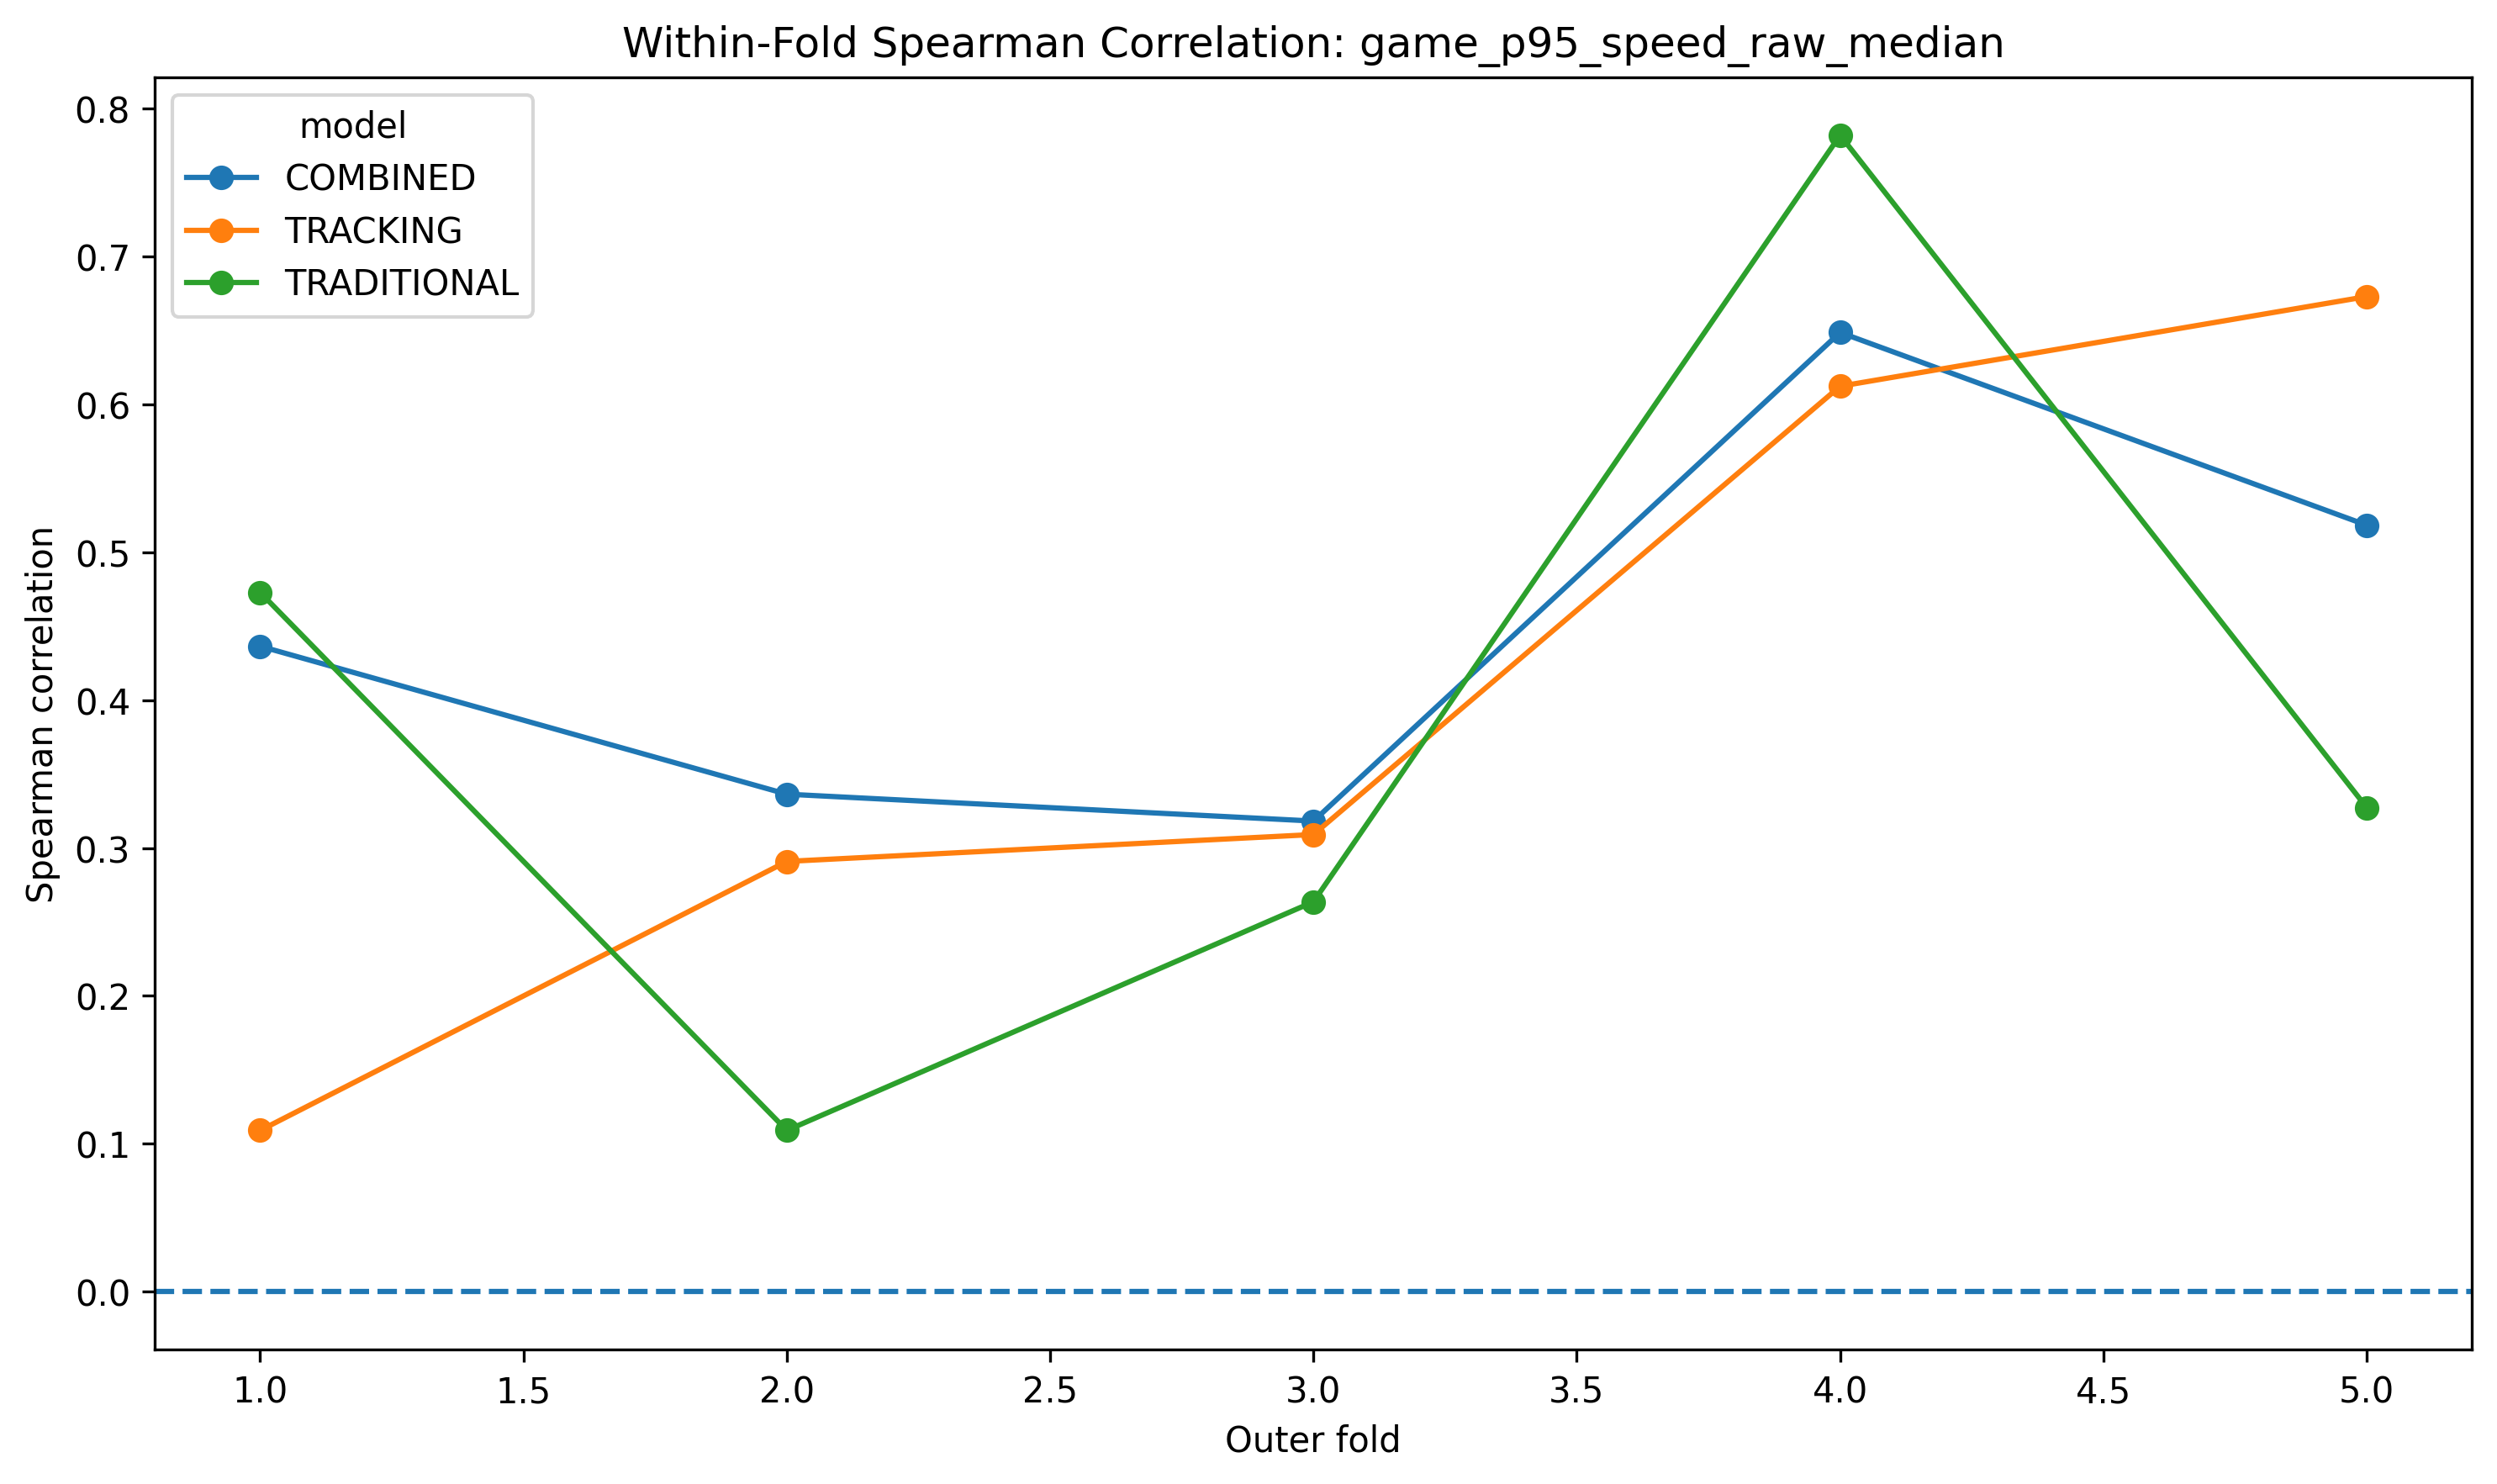 Within-Fold Spearman Correlation: game_p95_speed_raw_median
model
COMBINED
TRACKING
TRADITIONAL
Spearman correlation
0.8
0.7
0.6
0.5
0.4
0.3
0.2
0.1
0.0
1.0 1.5 2.0 2.5 3.0 3.5 4.0 4.5 5.0
Outer fold